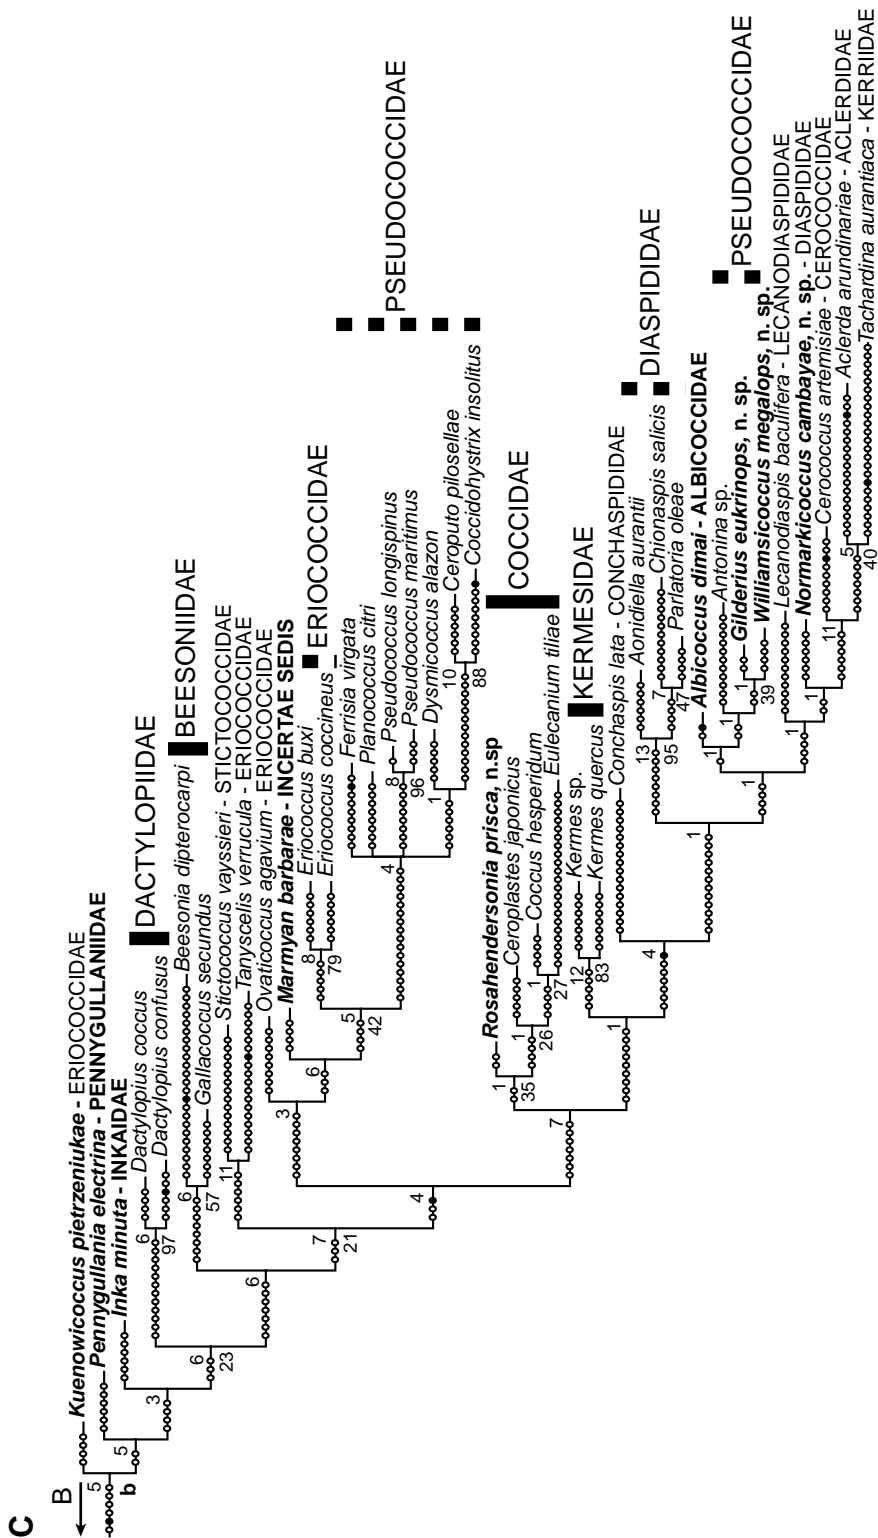 C
B
5
b
Kuenowicoccus pietrzeniukae - ERIOCOCCIDAE
5
Pennygullania electrina - PENNYGULLANIIDAE
3
Inka minuta - INKAIDAE
6
23
6
97
Dactylopius coccus
Dactylopius confusus
DACTYLOPIIDAE
6
6
57
Beesonia dipterocarpi
Gallacoccus secundus
BEESONIIDAE
7
21
11
Stictococcus vayssieri - STICTOCOCCIDAE
Tanyscelis verrucula - ERIOCOCCIDAE
4
3
Ovaticoccus agavium - ERIOCOCCIDAE
6
Marmyan barbarae - INCERTAE SEDIS
5
42
8
79
Eriococcus buxi
Eriococcus coccineus
ERIOCOCCIDAE
4
Ferrisia virgata
Planococcus citri
8
96
Pseudococcus longispinus
Pseudococcus maritimus
1
Dysmicoccus alazon
10
88
Ceroputo pilosellae
Coccidohystrix insolitus
PSEUDOCOCCIDAE
7
1
35
Rosahendersonia prisca, n.sp
1
26
Ceroplastes japonicus
1
27
Coccus hesperidum
Eulecanium tiliae
COCCIDAE
1
12
83
Kermes sp.
Kermes quercus
KERMESIDAE
4
Conchaspis lata - CONCHASPIDIDAE
1
13
95
Aonidiella aurantii
7
47
Chionaspis salicis
Parlatoria oleae
DIASPIDIDAE
1
1
Albicoccus dimai - ALBICOCCIDAE
1
Antonina sp.
1
39
Gilderius eukrinops, n. sp.
Williamsicoccus megalops, n. sp.
PSEUDOCOCCIDAE
1
Lecanodiaspis baculifera - LECANODIASPIDIDAE
1
Normarkicoccus cambayae, n. sp. - DIASPIDIDAE
11
Cerococcus artemisiae - CEROCOCCIDAE
5
40
Aclerda arundinariae - ACLERDIDAE
Tachardina aurantiaca - KERRIIDAE